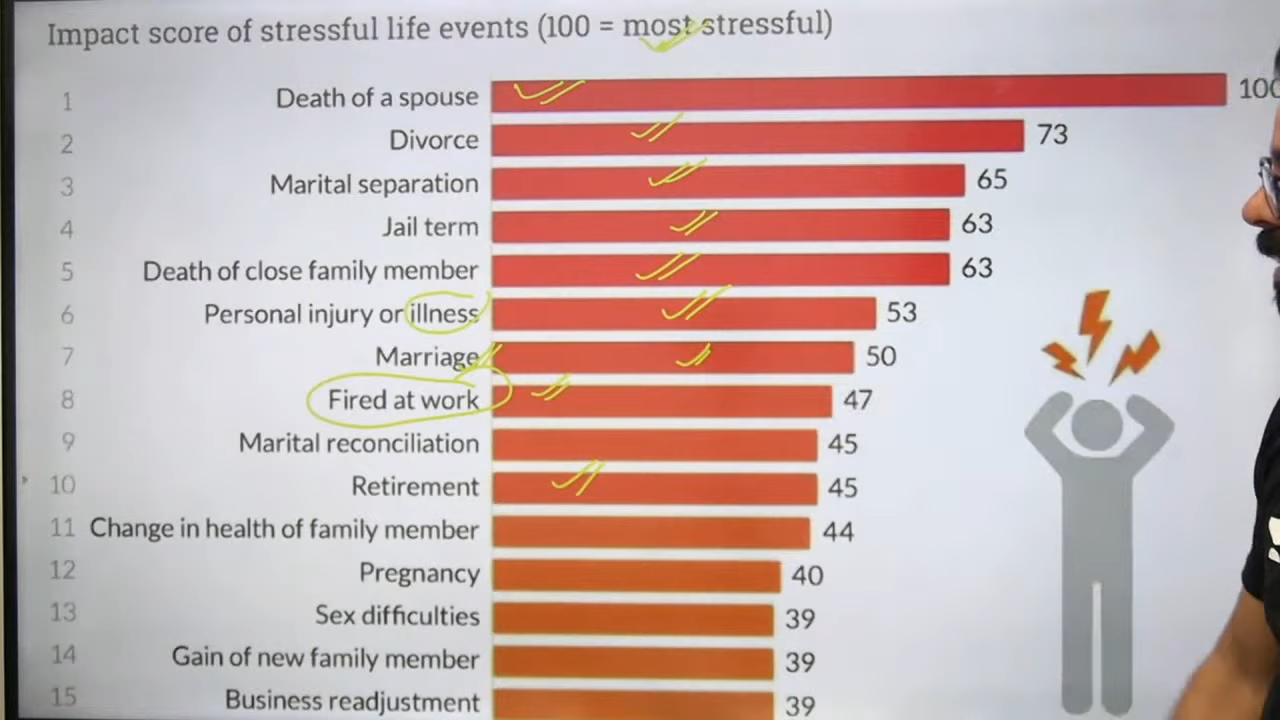 Impact score of stressful life events (100 = most stressful)
1 Death of a spouse 100
2 Divorce 73
3 Marital separation 65
4 Jail term 63
5 Death of close family member 63
6 Personal injury or illness 53
7 Marriage 50
8 Fired at work 47
9 Marital reconciliation 45
10 Retirement 45
11 Change in health of family member 44
12 Pregnancy 40
13 Sex difficulties 39
14 Gain of new family member 39
15 Business readjustment 39